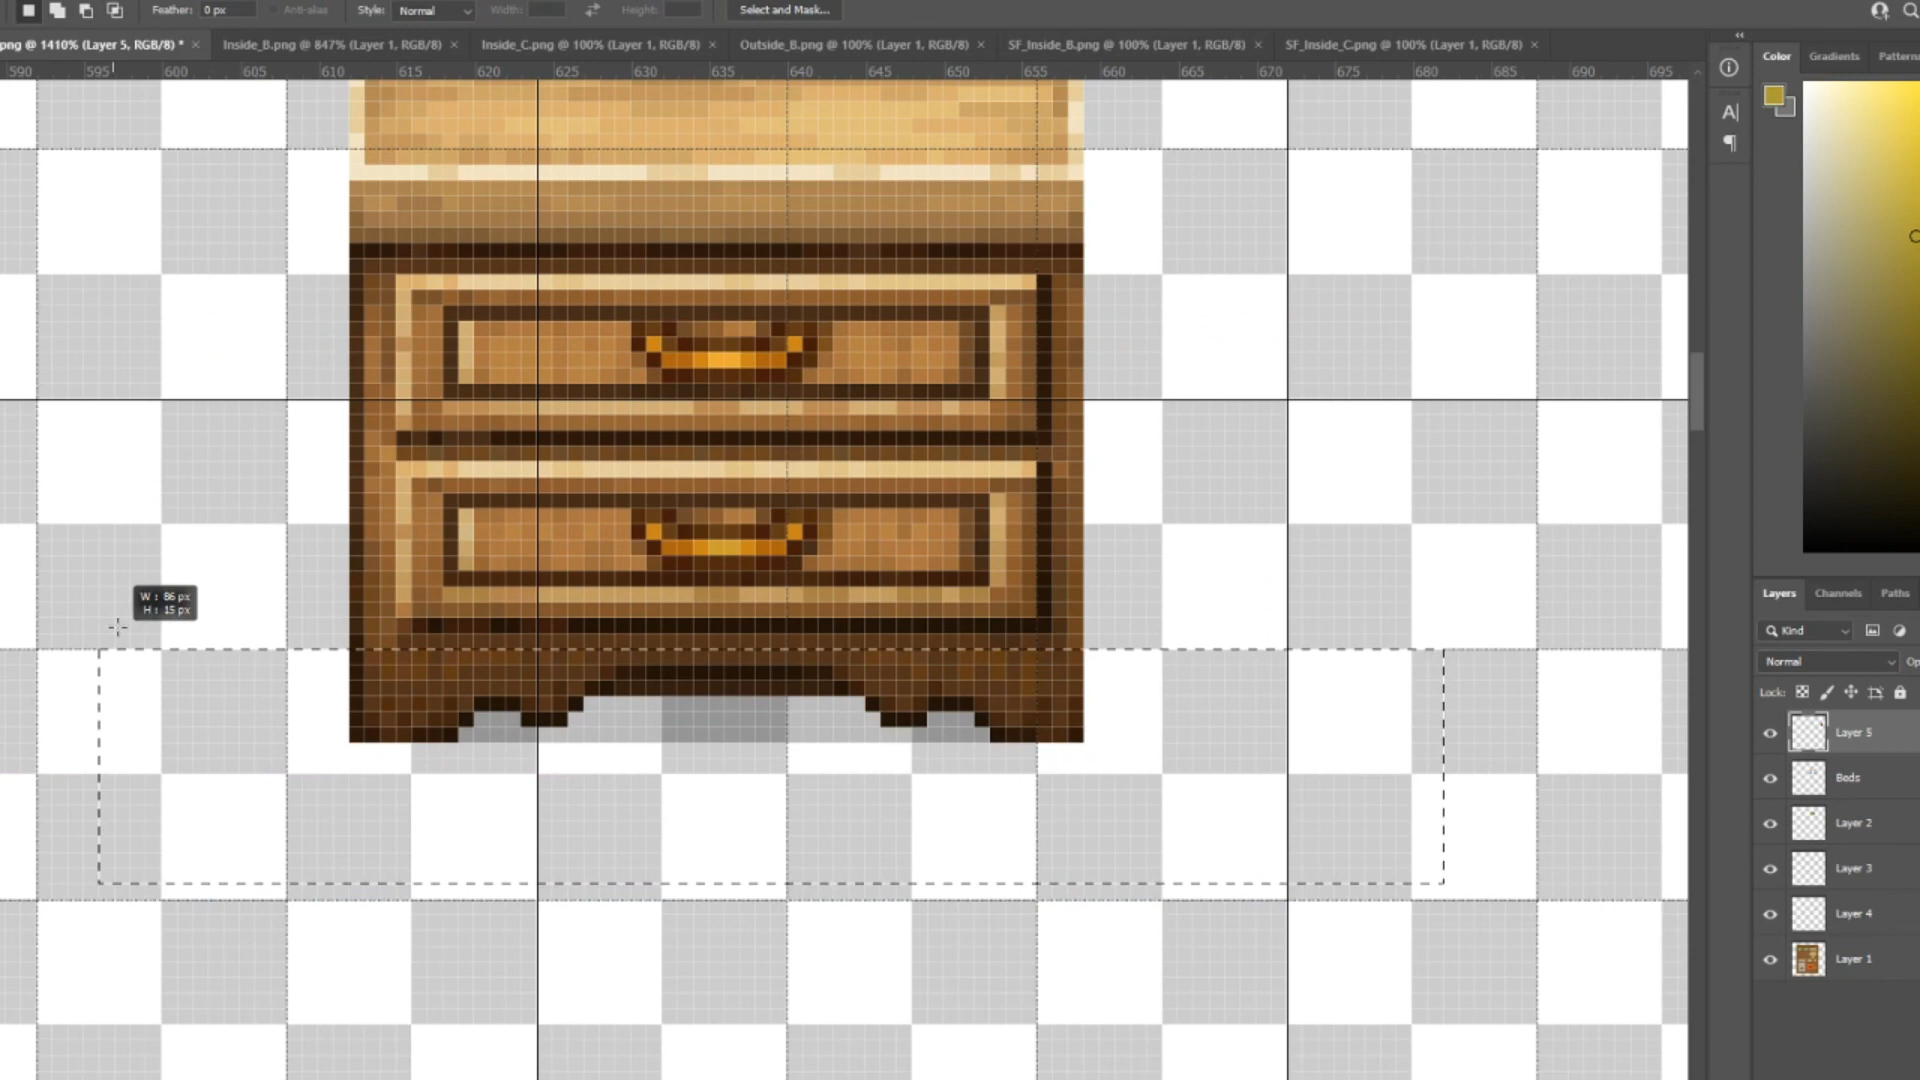 Feather: 0 px Anti-alias Style: Normal Width: Height: Select and Mask...
png @ 1410% (Layer 5, RGB/8) * × Inside_B.png @ 847% (Layer 1, RGB/8) × Inside_C.png @ 100% (Layer 1, RGB/8) × Outside_B.png @ 100% (Layer 1, RGB/8) × SF_Inside_B.png @ 100% (Layer 1, RGB/8) × SF_Inside_C.png @ 100% (Layer 1, RGB/8) ×
590 595 600 605 610 615 620 625 630 635 640 645 650 655 660 665 670 675 680 685 690 695
Color Gradients Patterns
A|
W : 86 px
H : 15 px
Layers Channels Paths
Kind
Normal Op
Lock:
Layer 5
Beds
Layer 2
Layer 3
Layer 4
Layer 1